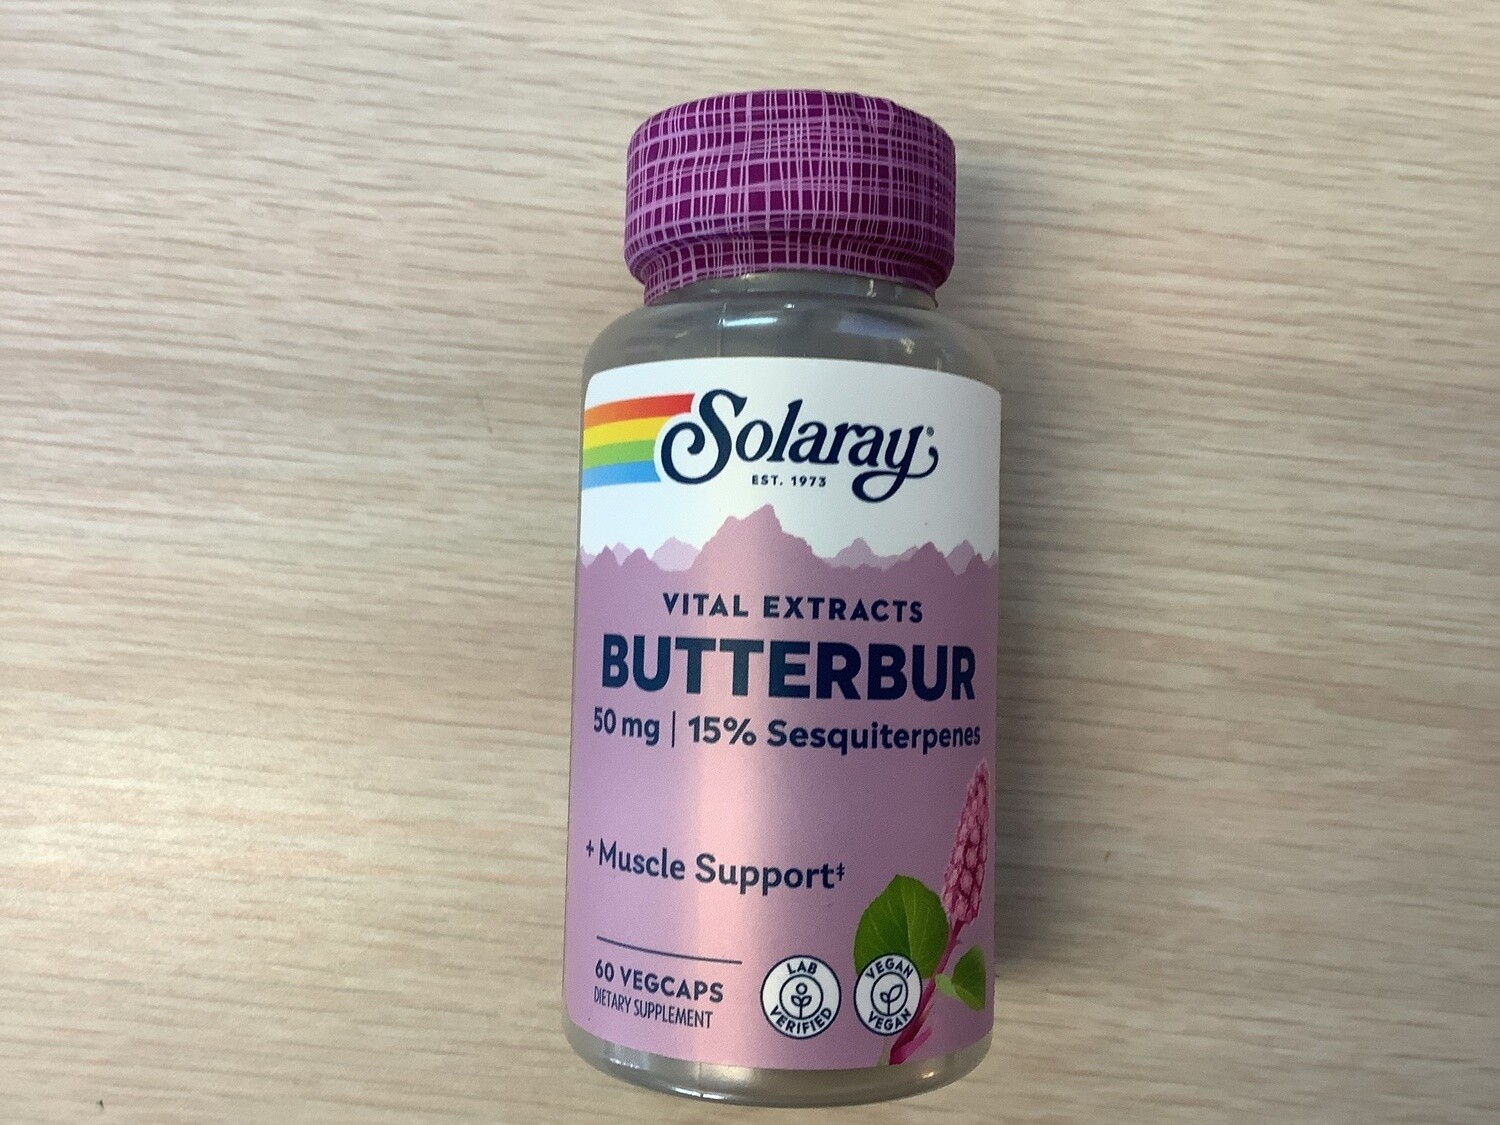 Solaray®
EST. 1973
VITAL EXTRACTS
BUTTERBUR
50 mg | 15% Sesquiterpenes
+ Muscle Support‡
60 VEGCAPS
DIETARY SUPPLEMENT
LAB
VERIFIED
VEGAN
VEGAN